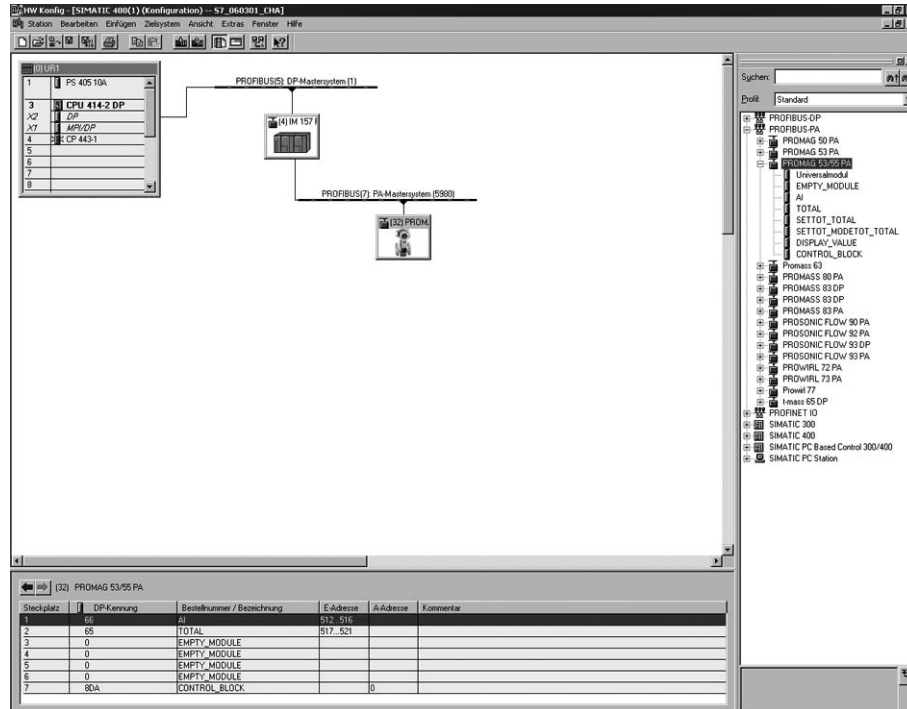 HW Konfig - [SIMATIC 400(1) (Konfiguration) -- S7_060301_CHA]
Station Bearbeiten Einfügen Zielsystem Ansicht Extras Fenster Hilfe
(0) UR1
1 PS 405 10A
3 CPU 414-2 DP
X2 DP
X1 MPI/DP
4 CP 443-1
5
6
7
8
PROFIBUS(5): DP-Mastersystem (1)
(4) IM 157
PROFIBUS(7): PA-Mastersystem (5980)
(32) PROM
Suchen:
Profil: Standard
PROFIBUS-DP
PROFIBUS-PA
PROMAG 50 PA
PROMAG 53 PA
PROMAG 53/55 PA
Universalmodul
EMPTY_MODULE
AI
TOTAL
SETTOT_TOTAL
SETTOT_MODETOT_TOTAL
DISPLAY_VALUE
CONTROL_BLOCK
Promass 63
PROMASS 80 PA
PROMASS 83 DP
PROMASS 83 DP
PROMASS 83 PA
PROSONIC FLOW 90 PA
PROSONIC FLOW 92 PA
PROSONIC FLOW 93 DP
PROSONIC FLOW 93 PA
PROWIRL 72 PA
PROWIRL 73 PA
Prowirl 77
t-mass 65 DP
PROFINET IO
SIMATIC 300
SIMATIC 400
SIMATIC PC Based Control 300/400
SIMATIC PC Station
(32) PROMAG 53/55 PA
Steckplatz DP-Kennung Bestellnummer / Bezeichnung E-Adresse A-Adresse Kommentar
1 66 AI 512...516
2 65 TOTAL 517...521
3 0 EMPTY_MODULE
4 0 EMPTY_MODULE
5 0 EMPTY_MODULE
6 0 EMPTY_MODULE
7 8DA CONTROL_BLOCK 0